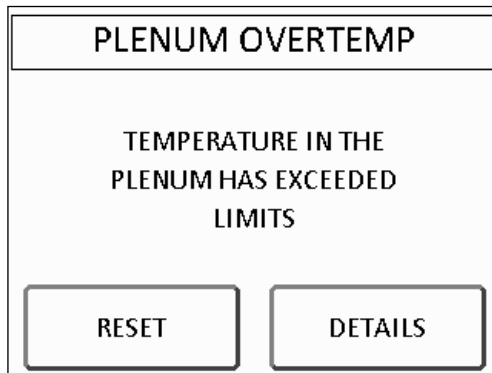 PLENUM OVERTEMP
TEMPERATURE IN THE
PLENUM HAS EXCEEDED
LIMITS
RESET
DETAILS